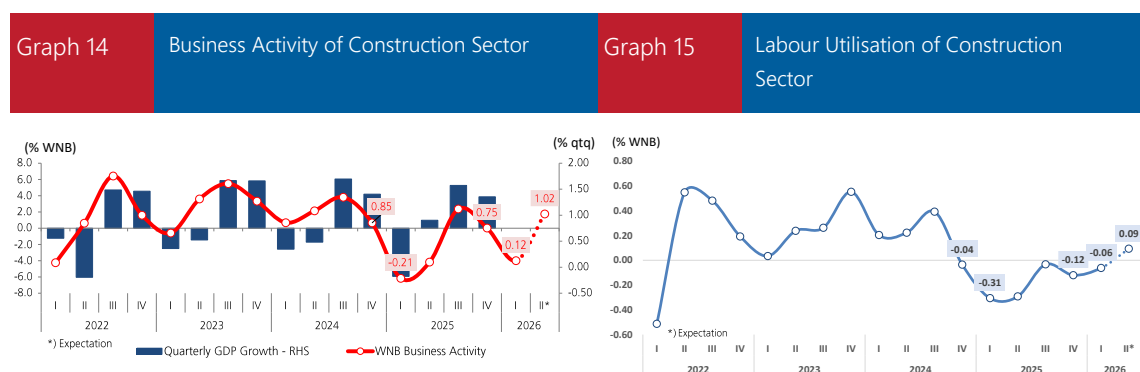 Graph 14
Business Activity of Construction Sector
Graph 15
Labour Utilisation of Construction
Sector
(% WNB)
(% qtq)
8.0
6.0
4.0
2.0
0.0
-2.0
-4.0
-6.0
-8.0
2.00
1.50
1.00
0.50
0.00
-0.50
0.85
-0.21
0.75
0.12
1.02
I II III IV I II III IV I II III IV I II III IV I II*
2022 2023 2024 2025 2026
*) Expectation
Quarterly GDP Growth - RHS
WNB Business Activity
(% WNB)
0.80
0.60
0.40
0.20
0.00
-0.20
-0.40
-0.60
-0.04
-0.31
-0.12
-0.06
0.09
*) Expectation
I II III IV I II III IV I II III IV I II III IV I II*
2022 2023 2024 2025 2026